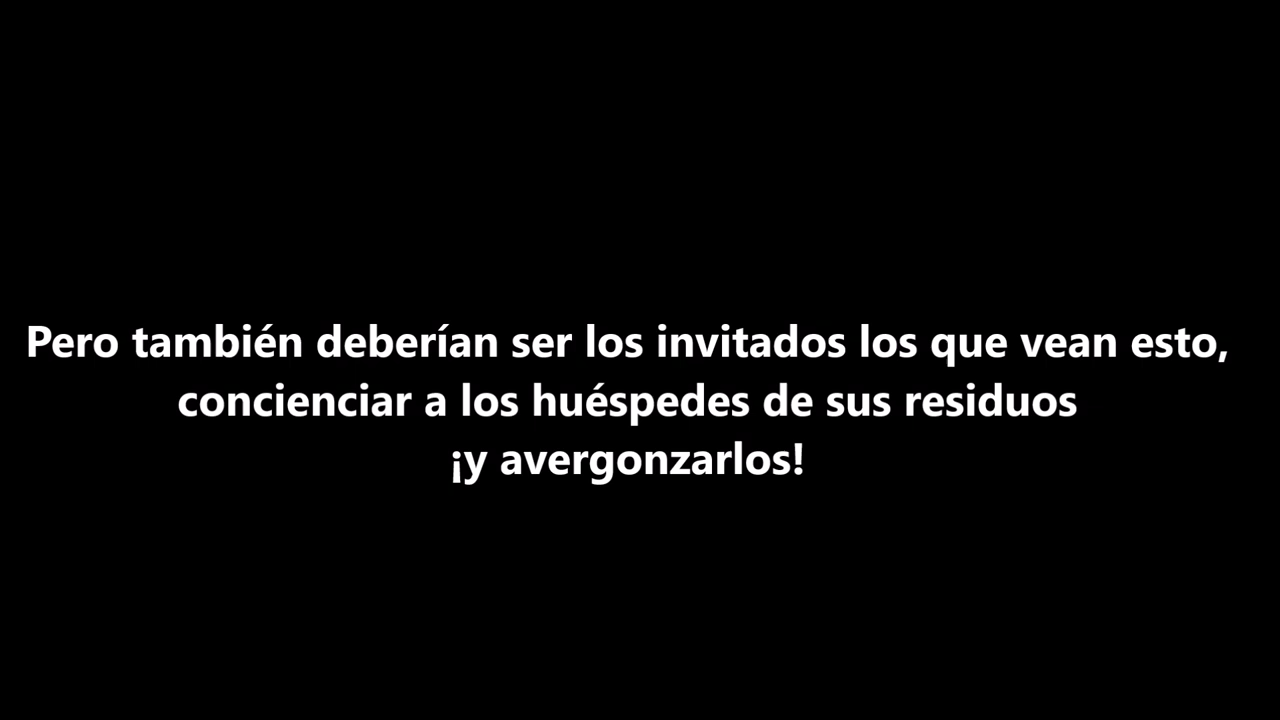 Pero también deberían ser los invitados los que vean esto,
concienciar a los huéspedes de sus residuos
¡y avergonzarlos!